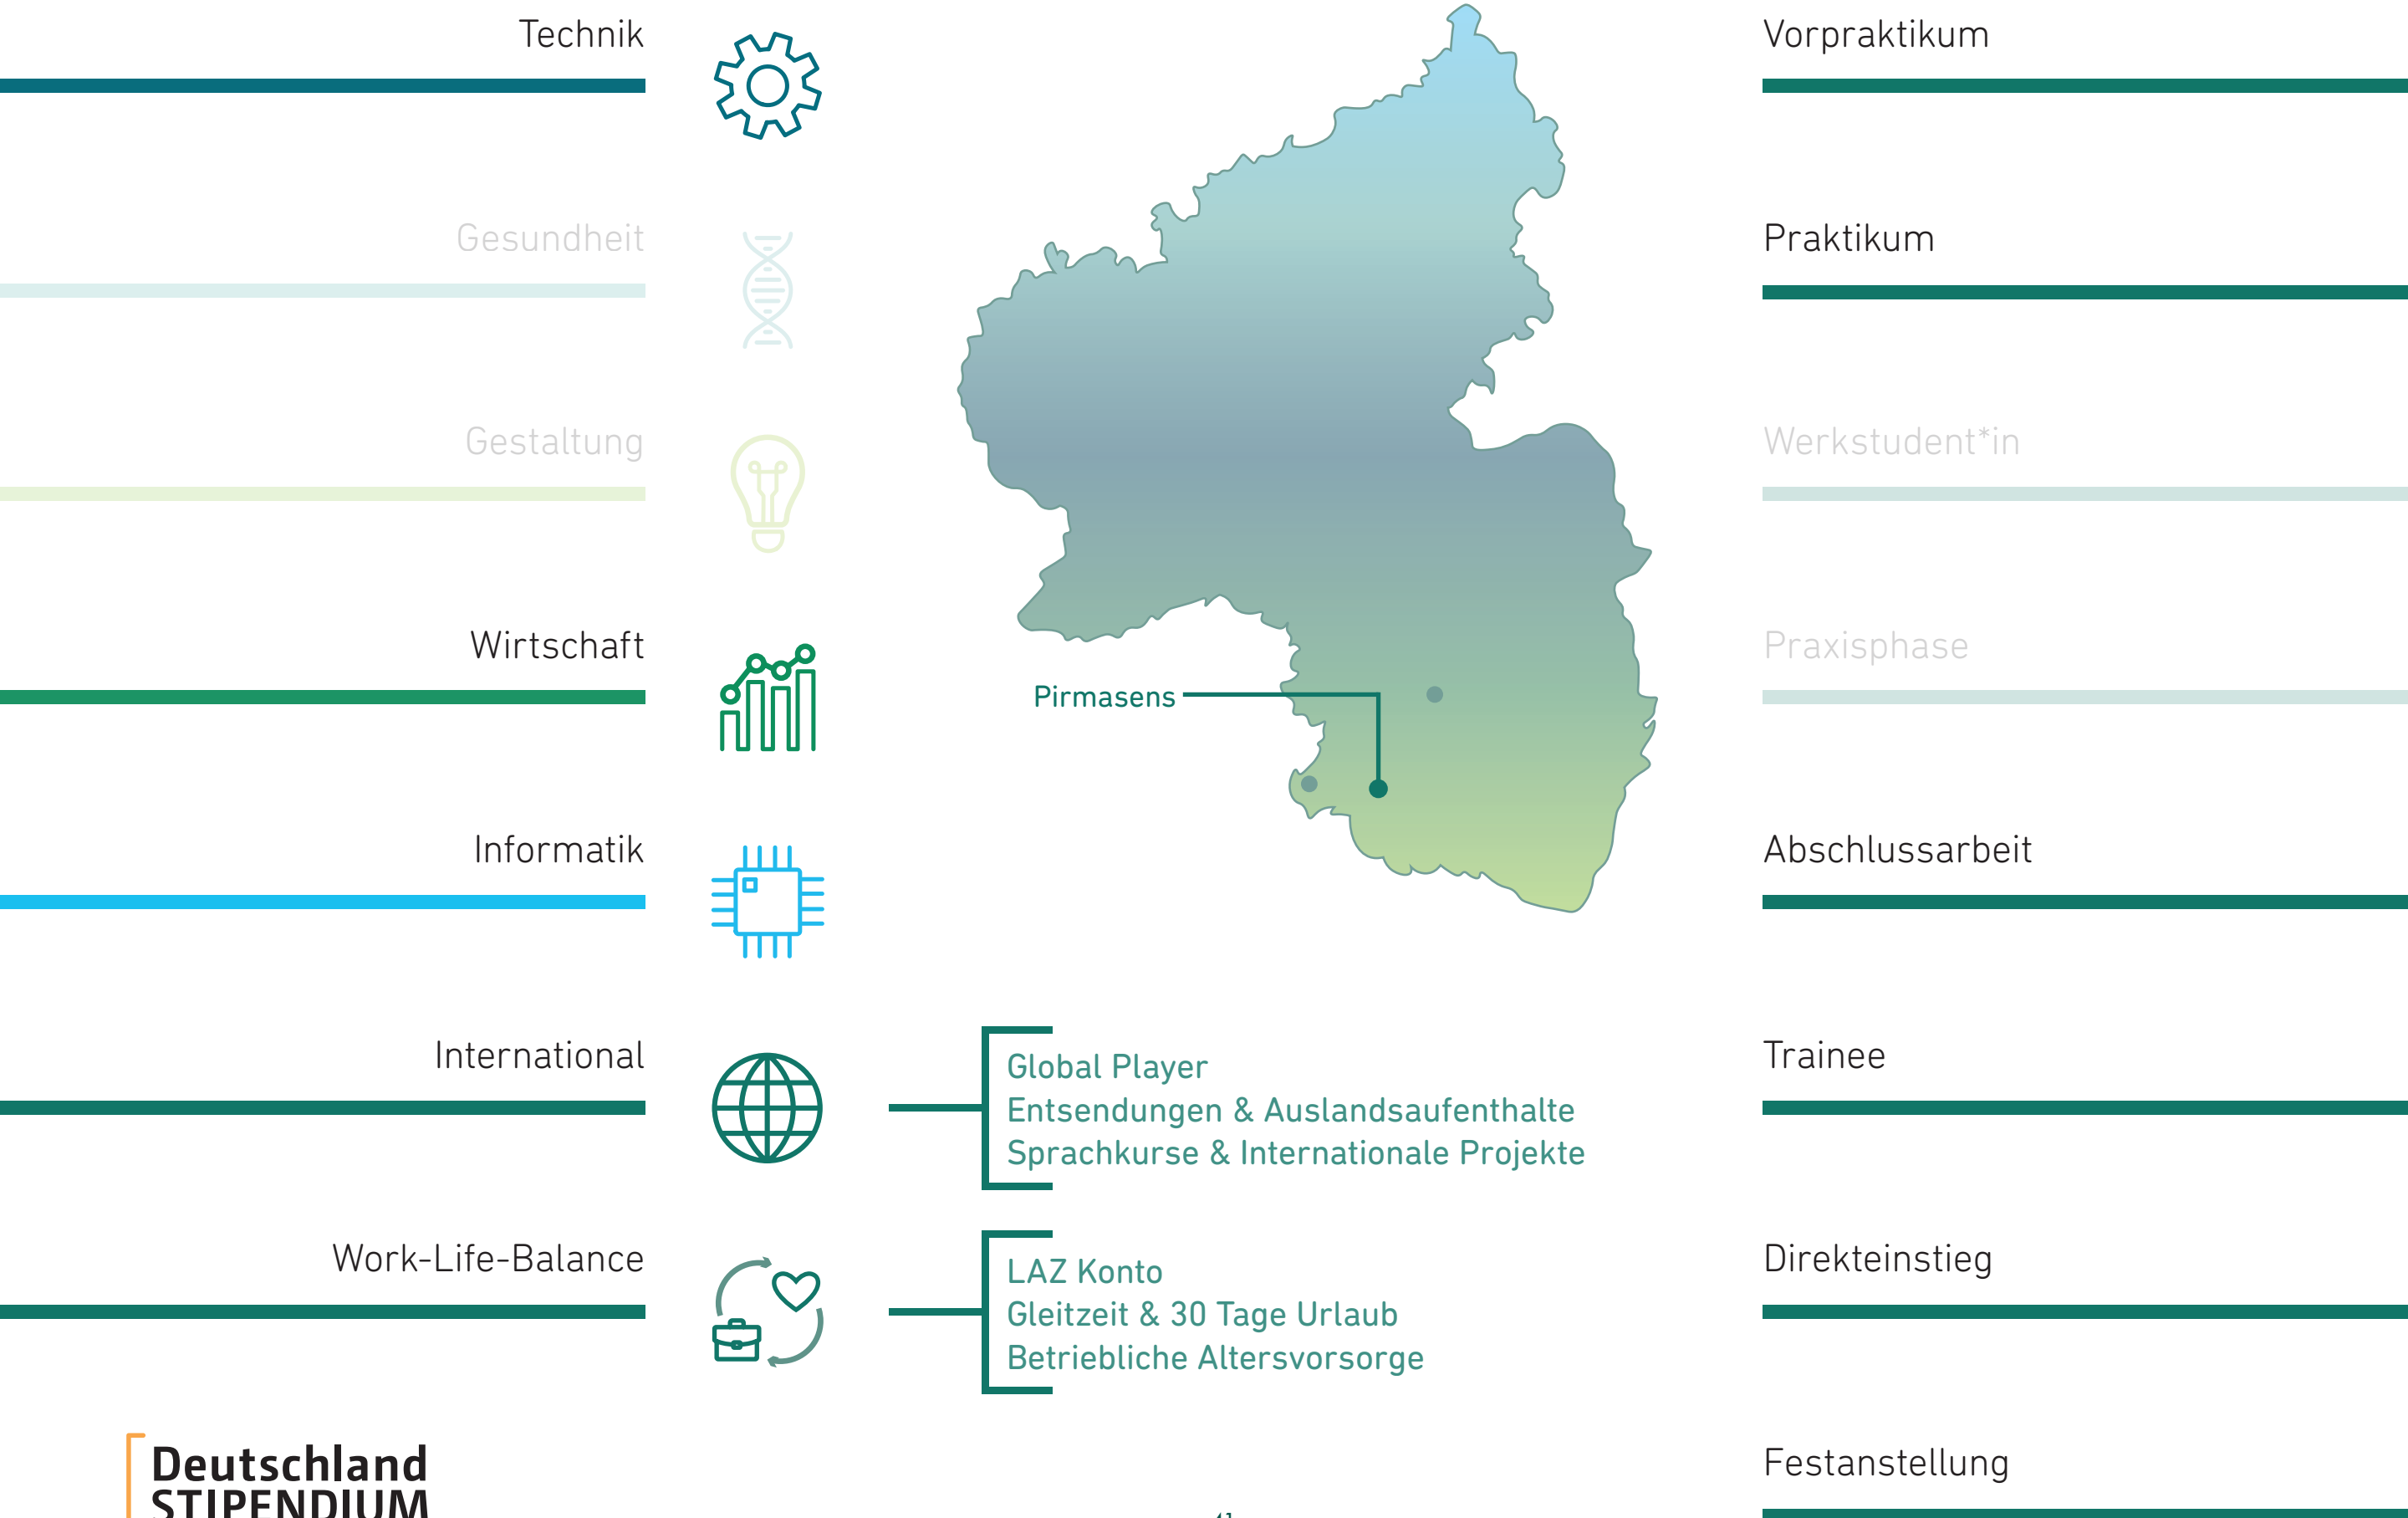 Technik
Gesundheit
Gestaltung
Wirtschaft
Informatik
International
Work-Life-Balance
Pirmasens
Global Player
Entsendungen & Auslandsaufenthalte
Sprachkurse & Internationale Projekte
LAZ Konto
Gleitzeit & 30 Tage Urlaub
Betriebliche Altersvorsorge
Vorpraktikum
Praktikum
Werkstudent*in
Praxisphase
Abschlussarbeit
Trainee
Direkteinstieg
Festanstellung
Deutschland
STIPENDIUM